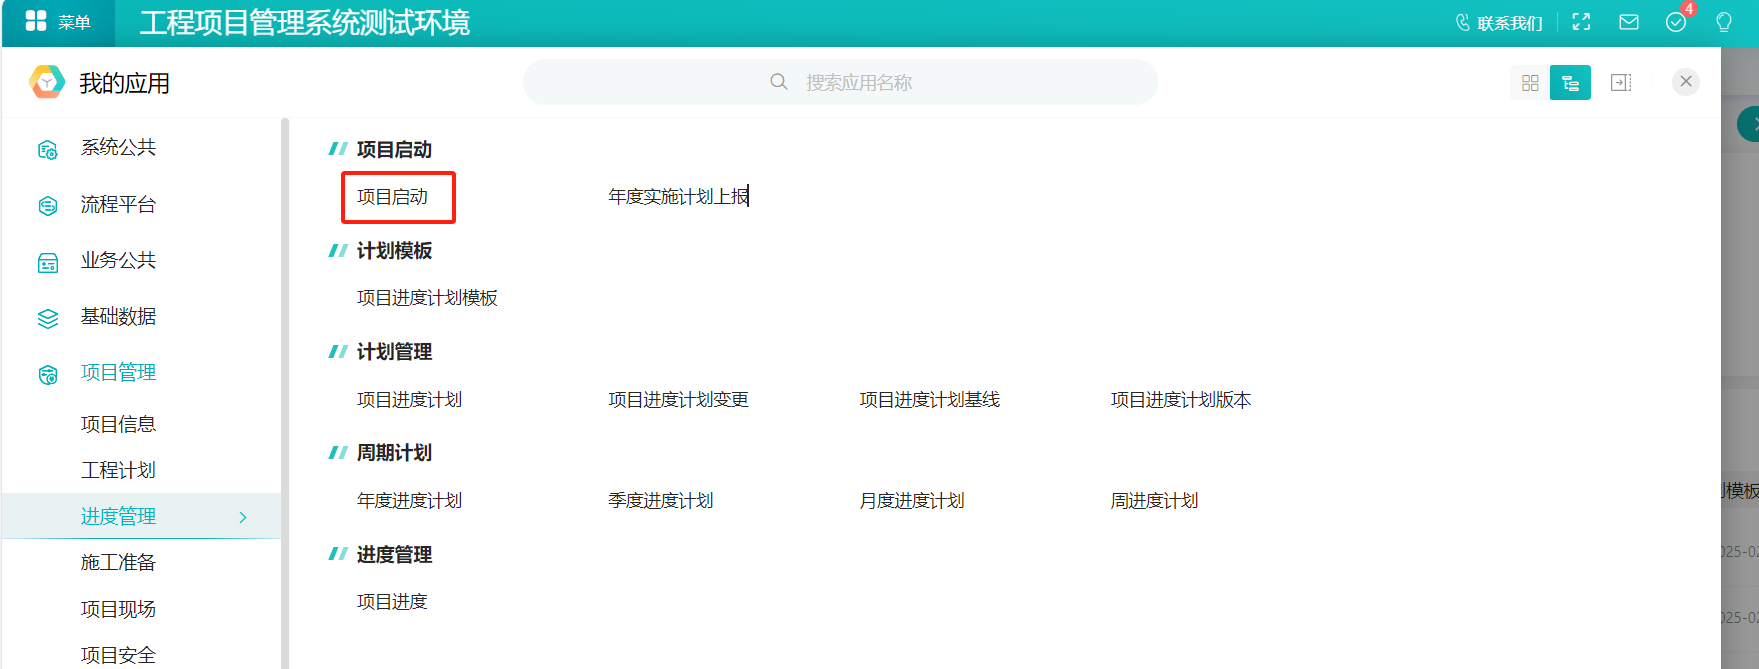 菜单
工程项目管理系统测试环境
联系我们
4
我的应用
搜索应用名称
系统公共
流程平台
业务公共
基础数据
项目管理
项目信息
工程计划
进度管理
施工准备
项目现场
项目安全
项目启动
项目启动 年度实施计划上报
计划模板
项目进度计划模板
计划管理
项目进度计划 项目进度计划变更 项目进度计划基线 项目进度计划版本
周期计划
年度进度计划 季度进度计划 月度进度计划 周进度计划
进度管理
项目进度
模板
025-02
025-02